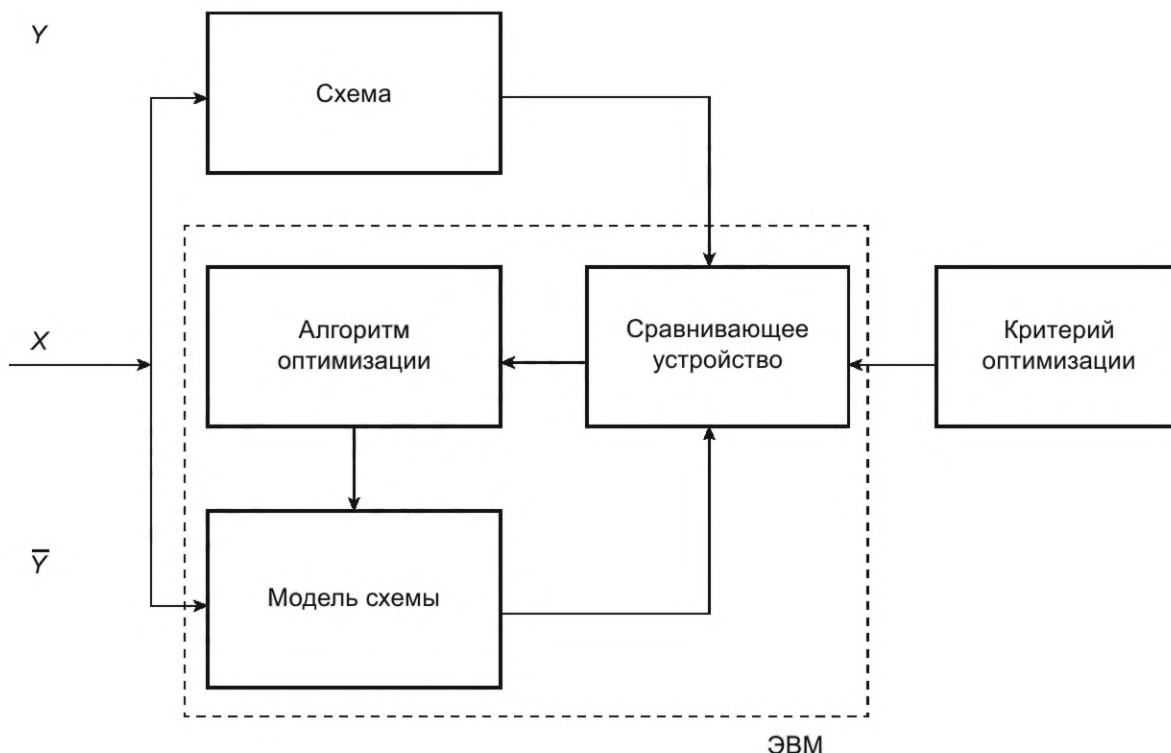 Y
Схема
X
Алгоритм
оптимизации
Сравнивающее
устройство
Критерий
оптимизации
Y̅
Модель схемы
ЭВМ